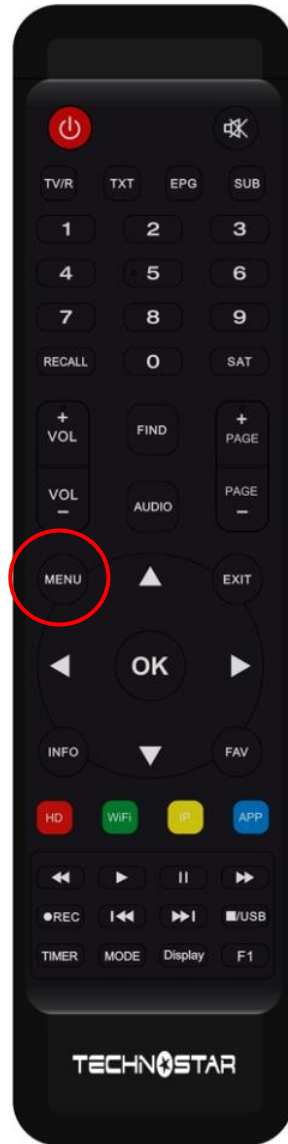 TV/R TXT EPG SUB
1 2 3
4 5 6
7 8 9
RECALL 0 SAT
+ FIND +
VOL PAGE
VOL AUDIO PAGE
− −
MENU EXIT
OK
INFO FAV
HD WiFi IP APP
REC /USB
TIMER MODE Display F1
TECHNOSTAR